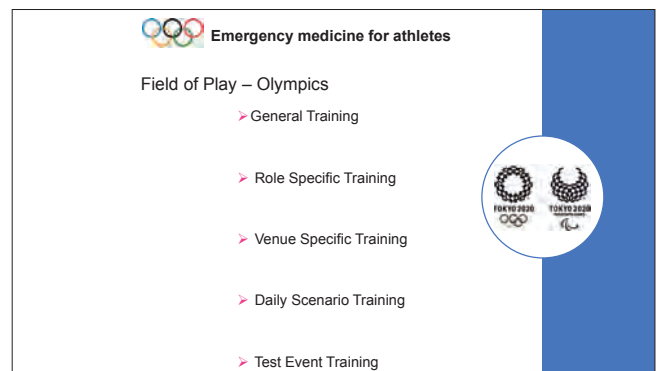 Emergency medicine for athletes
Field of Play – Olympics
➢ General Training
➢ Role Specific Training
➢ Venue Specific Training
➢ Daily Scenario Training
➢ Test Event Training
TOKYO 2020 TOKYO 2020